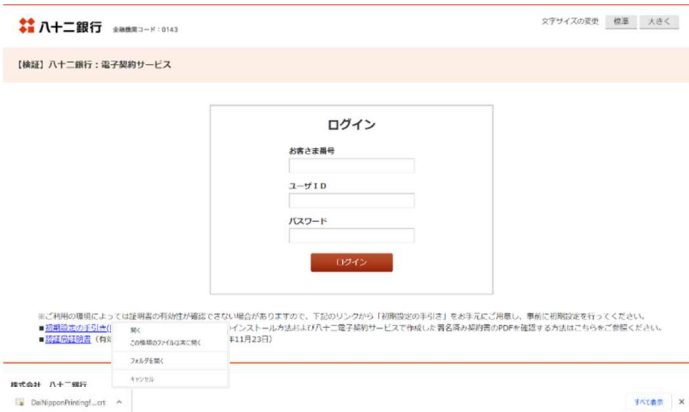 八十二銀行 金融機関コード：0143
文字サイズの変更 標準 大きく
【検証】八十二銀行：電子契約サービス
ログイン
お客さま番号
ユーザID
パスワード
ログイン
※ご利用の環境によっては証明書の有効性が確認できない場合がありますので、下記のリンクから「初期設定の手引き」をお手元にご用意し、事前に初期設定を行ってください。
■初期設定の手引き インストール方法および八十二電子契約サービスで作成した署名済み契約書のPDFを確認する方法はこちらをご参照ください。
■認証局証明書（有効 年11月23日）
開く
この種類のファイルは常に開く
フォルダを開く
キャンセル
株式会社 八十二銀行
DaiNipponPrintingf...crt
すべて表示